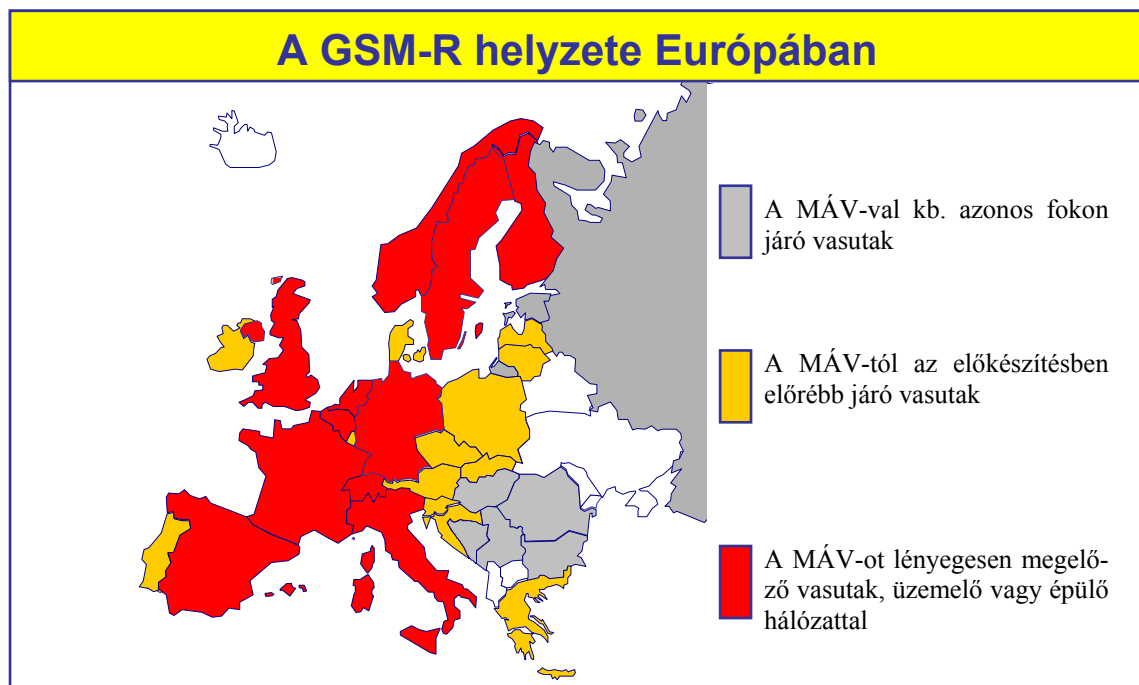 A GSM-R helyzete Európában
A MÁV-val kb. azonos fokon
járó vasutak
A MÁV-tól az előkészítésben
előrébb járó vasutak
A MÁV-ot lényegesen megelő-
ző vasutak, üzemelő vagy épülő
hálózattal